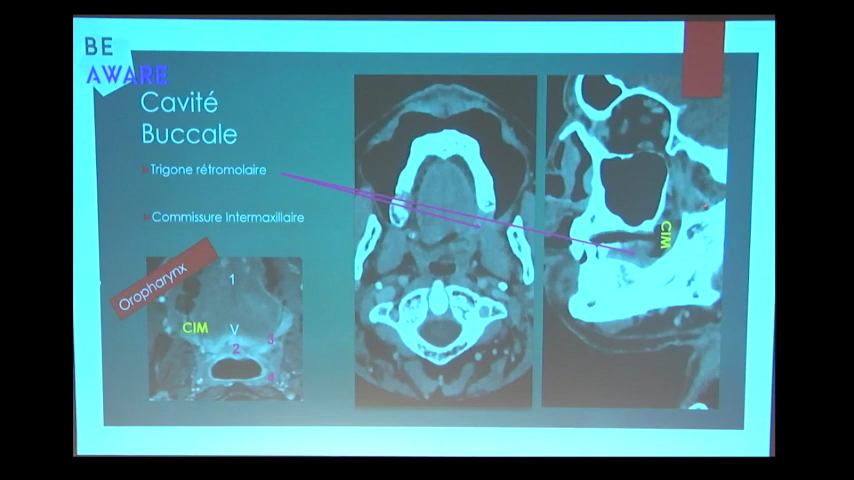 BE
AWARE
Cavité
Buccale
Trigone rétromolaire
Commissure Intermaxillaire
Oropharynx
1
CIM
V
2
3
4
CIM